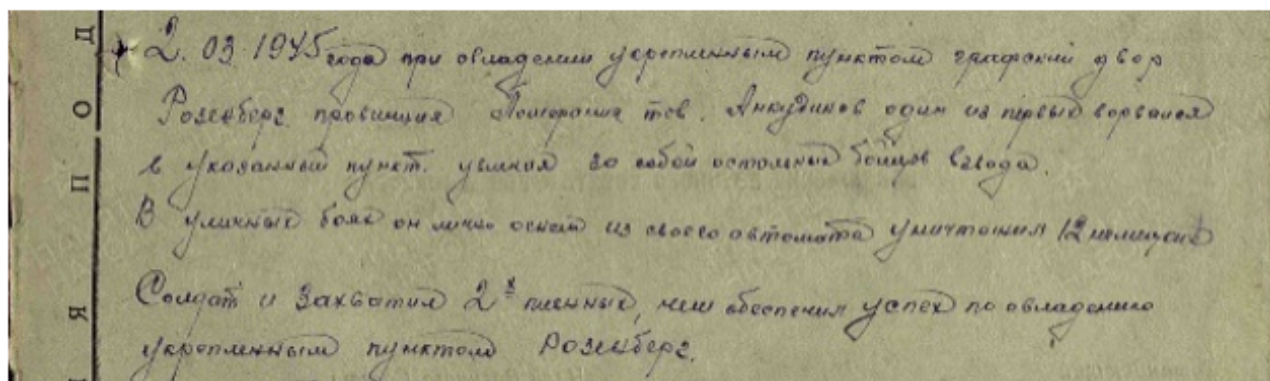 2.03.1945 года при овладении укрепленным пунктом графский двор
Розенберг провинция Померания тов. Анкудинов один из первых ворвался
в указанный пункт. увлекая за собой остальных бойцов взвода.
В уличных боях он лично огнем из своего автомата уничтожил 12 немецких
Солдат и захватил 2х пленных, чем обеспечил успех по овладению
укрепленным пунктом Розенберг.
Д
О
П
Я